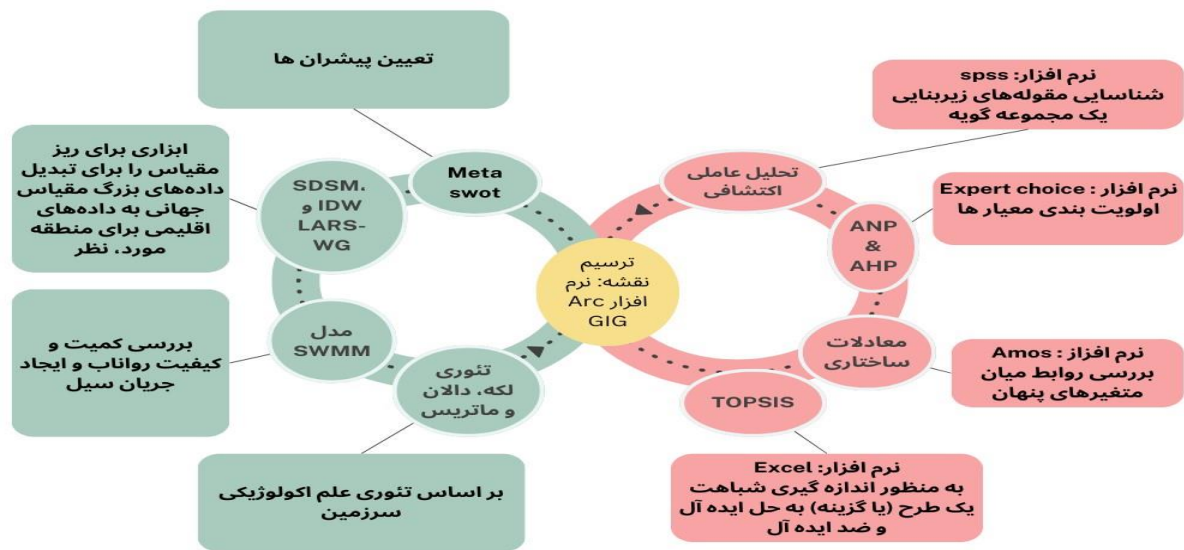 تعیین پیشران ها
ابزاری برای ریز
مقیاس را برای تبدیل
داده‌های بزرگ مقیاس
جهانی به داده‌های
اقلیمی برای منطقه
مورد، نظر
بررسی کمیت و
کیفیت رواناب و ایجاد
جریان سیل
بر اساس تئوری علم اکولوژیکی
سرزمین
Meta
swot
SDSM،
IDW و
LARS-
WG
مدل
SWMM
تئوری
لکه، دالان
و ماتریس
ترسیم
نقشه: نرم
افزار Arc
GIG
تحلیل عاملی
اکتشافی
ANP
&
AHP
معادلات
ساختاری
TOPSIS
نرم افزار: spss
شناسایی مقوله‌های زیربنایی
یک مجموعه گویه
نرم افزار : Expert choice
اولویت بندی معیار ها
نرم افزاز : Amos
بررسی روابط میان
متغیرهای پنهان
نرم افزار: Excel
به منظور اندازه گیری شباهت
یک طرح (یا گزینه) به حل ایده آل
و ضد ایده آل